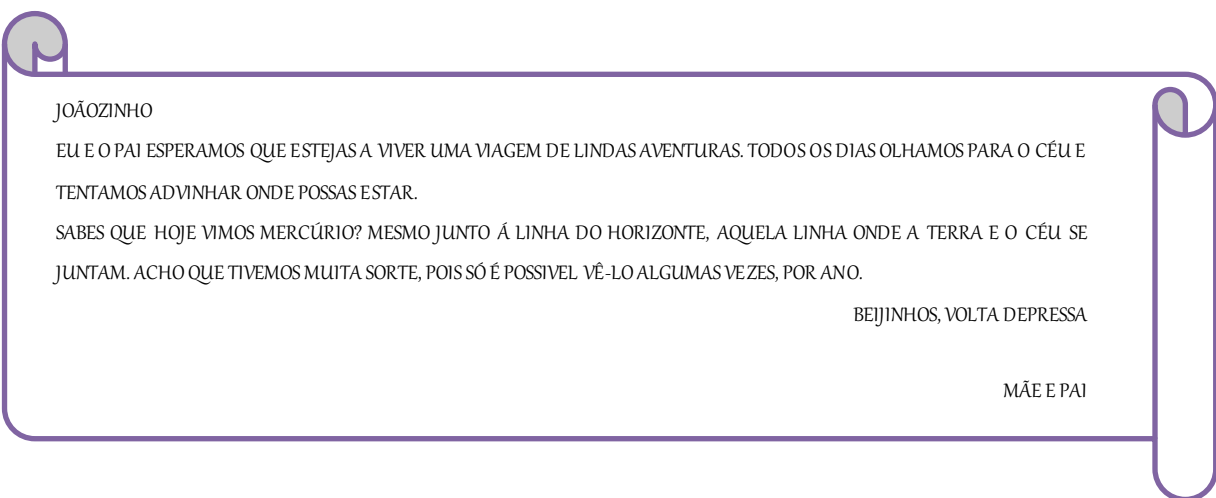 JOÃOZINHO
EU E O PAI ESPERAMOS QUE ESTEJAS A VIVER UMA VIAGEM DE LINDAS AVENTURAS. TODOS OS DIAS OLHAMOS PARA O CÉU E
TENTAMOS ADVINHAR ONDE POSSAS ESTAR.
SABES QUE HOJE VIMOS MERCÚRIO? MESMO JUNTO Á LINHA DO HORIZONTE, AQUELA LINHA ONDE A TERRA E O CÉU SE
JUNTAM. ACHO QUE TIVEMOS MUITA SORTE, POIS SÓ É POSSIVEL VÊ-LO ALGUMAS VEZES, POR ANO.
BEIJINHOS, VOLTA DEPRESSA
MÃE E PAI